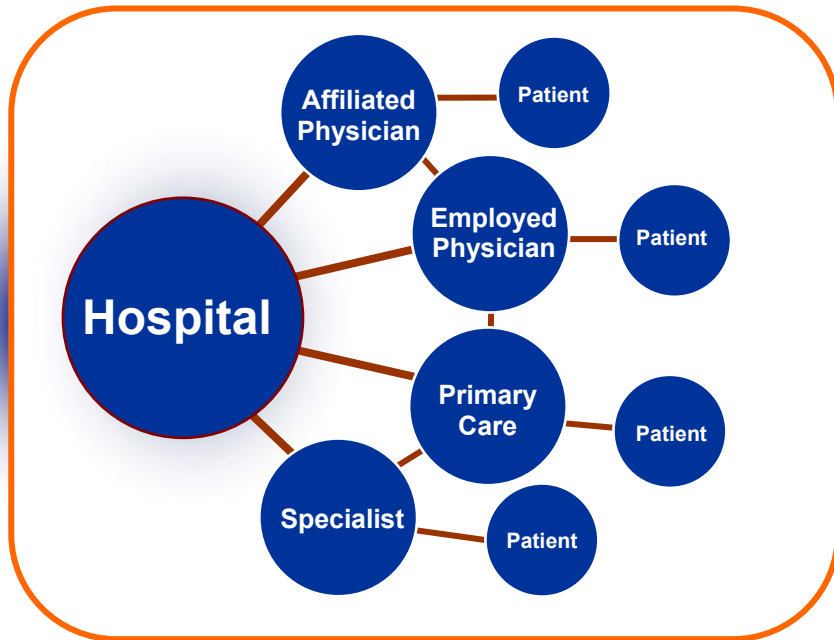 Affiliated
Physician
Patient
Employed
Physician
Patient
Hospital
Primary
Care
Patient
Specialist
Patient